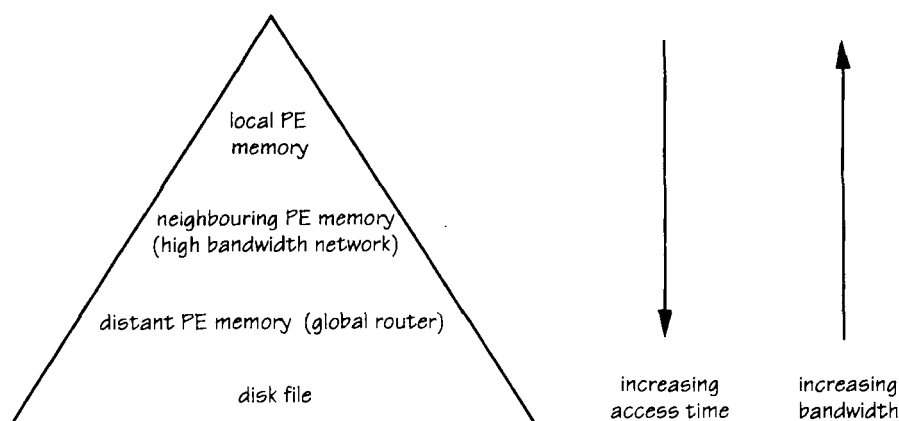 local PE
memory
neighbouring PE memory
(high bandwidth network)
distant PE memory (global router)
disk file
increasing
access time
increasing
bandwidth